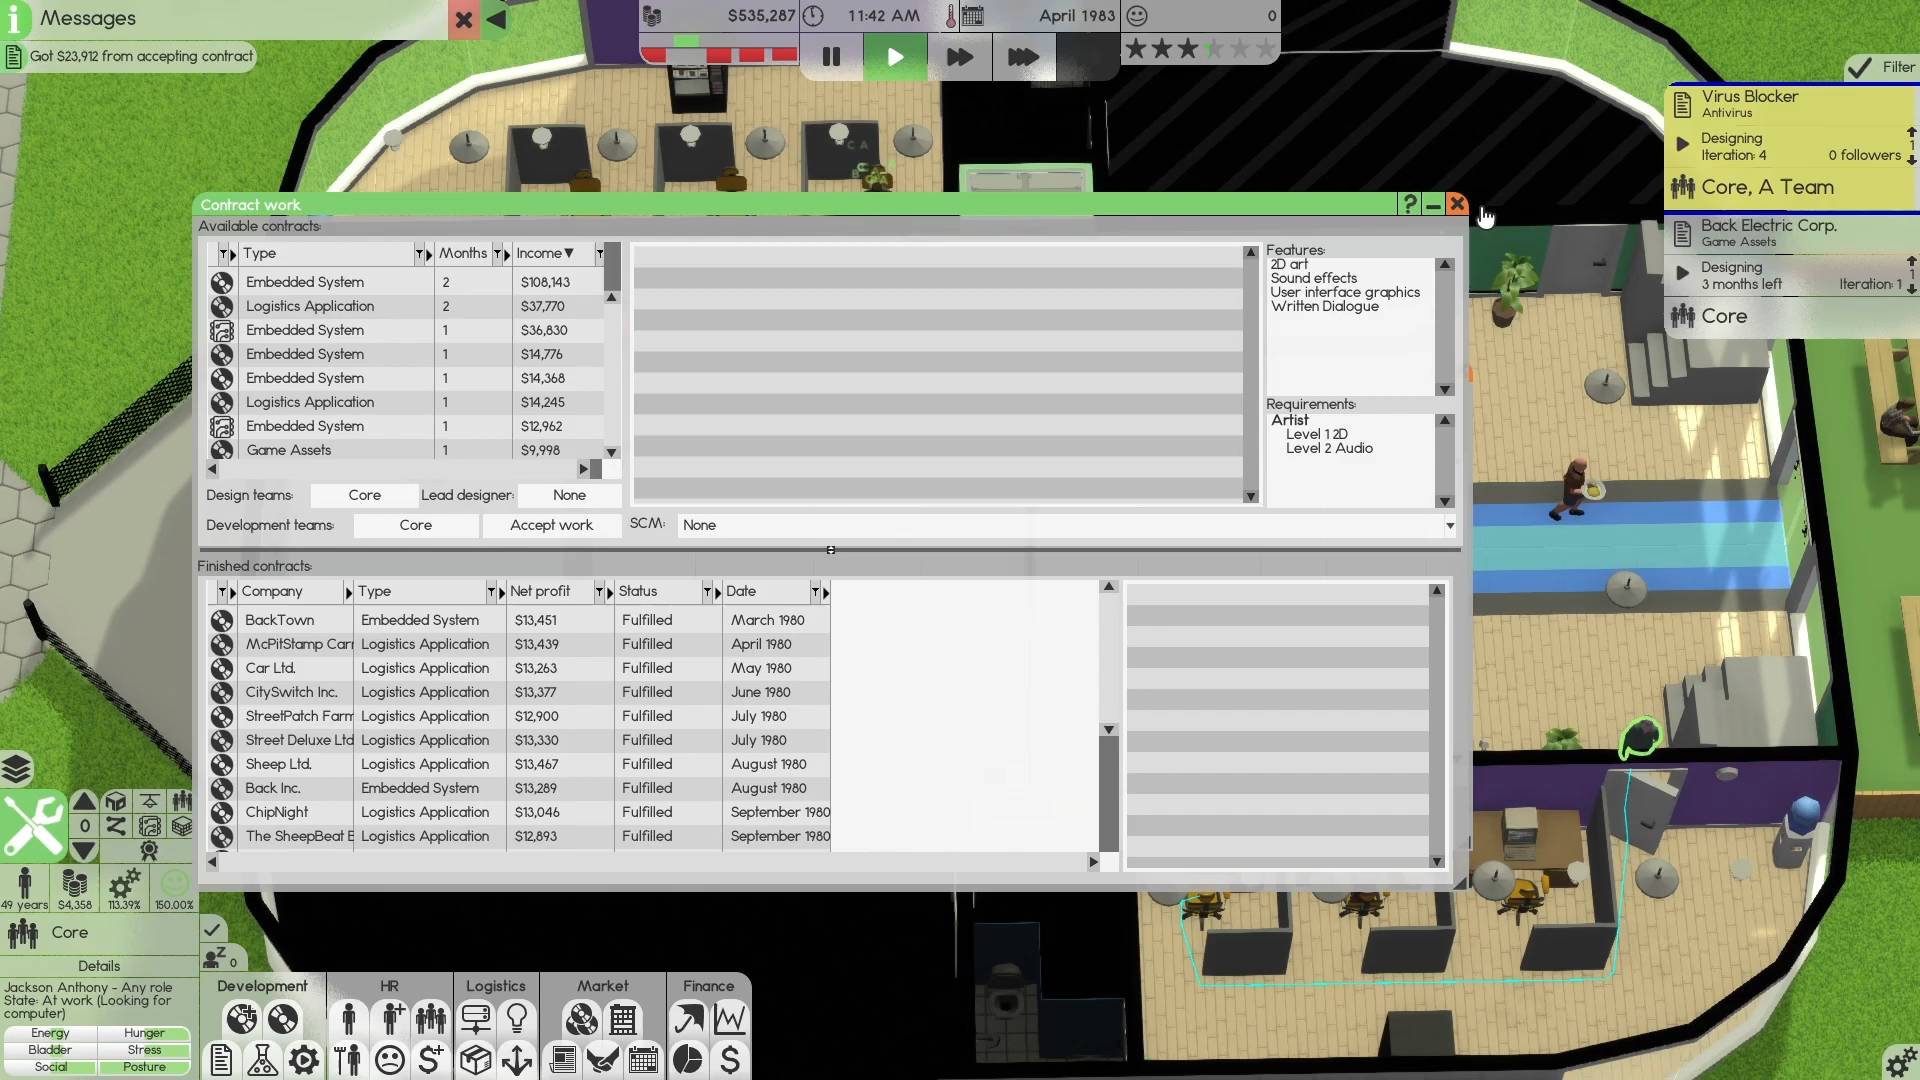 Messages
Got $23,912 from accepting contract
$535,287
11:42 AM
April 1983
0
Filter
Virus Blocker
Antivirus
Designing
Iteration: 4
0 followers
1
Core, A Team
Back Electric Corp.
Game Assets
Designing
3 months left
Iteration: 1
1
Core
Contract work
?
Available contracts:
Type Months Income▼
Embedded System 2 $108,143
Logistics Application 2 $37,770
Embedded System 1 $36,830
Embedded System 1 $14,776
Embedded System 1 $14,368
Logistics Application 1 $14,245
Embedded System 1 $12,962
Game Assets 1 $9,998
Features:
2D art
Sound effects
User interface graphics
Written Dialogue
Requirements:
Artist
Level 1 2D
Level 2 Audio
Design teams: Core Lead designer: None
Development teams: Core Accept work SCM: None
Finished contracts:
Company Type Net profit Status Date
BackTown Embedded System $13,451 Fulfilled March 1980
McPitStamp Carr Logistics Application $13,439 Fulfilled April 1980
Car Ltd. Logistics Application $13,263 Fulfilled May 1980
CitySwitch Inc. Logistics Application $13,377 Fulfilled June 1980
StreetPatch Farm Logistics Application $12,900 Fulfilled July 1980
Street Deluxe Ltd Logistics Application $13,330 Fulfilled July 1980
Sheep Ltd. Logistics Application $13,467 Fulfilled August 1980
Back Inc. Embedded System $13,289 Fulfilled August 1980
ChipNight Logistics Application $13,046 Fulfilled September 1980
The SheepBeat E Logistics Application $12,893 Fulfilled September 1980
0
49 years $4,358 113.39% 150.00%
Core
Details
Jackson Anthony - Any role
State: At work (Looking for
computer)
Energy Hunger
Bladder Stress
Social Posture
Z
0
Development HR Logistics Market Finance